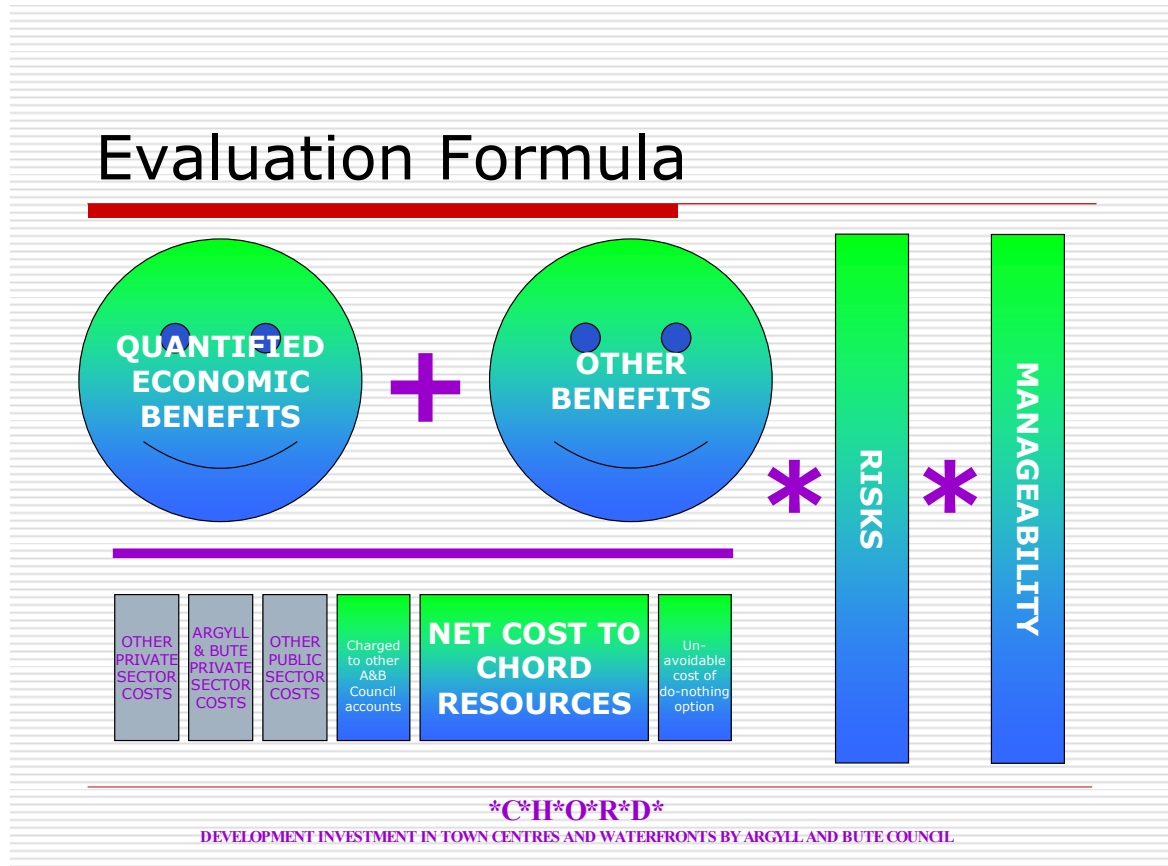 Evaluation Formula
QUANTIFIED
ECONOMIC
BENEFITS
+
OTHER
BENEFITS
*
RISKS
*
MANAGEABILITY
OTHER
PRIVATE
SECTOR
COSTS
ARGYLL
& BUTE
PRIVATE
SECTOR
COSTS
OTHER
PUBLIC
SECTOR
COSTS
Charged
to other
A&B
Council
accounts
NET COST TO
CHORD
RESOURCES
Un-
avoidable
cost of
do-nothing
option
*C*H*O*R*D*
DEVELOPMENT INVESTMENT IN TOWN CENTRES AND WATERFRONTS BY ARGYLL AND BUTE COUNCIL